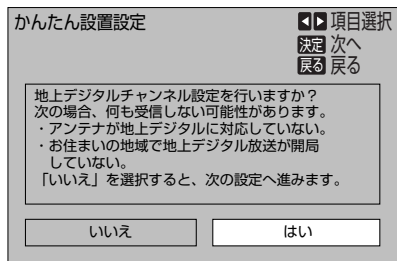 かんたん設置設定
◀▶ 項目選択
決定 次へ
戻る 戻る
地上デジタルチャンネル設定を行いますか？
次の場合、何も受信しない可能性があります。
・アンテナが地上デジタルに対応していない。
・お住まいの地域で地上デジタル放送が開局
していない。
「いいえ」を選択すると、次の設定へ進みます。
いいえ
はい